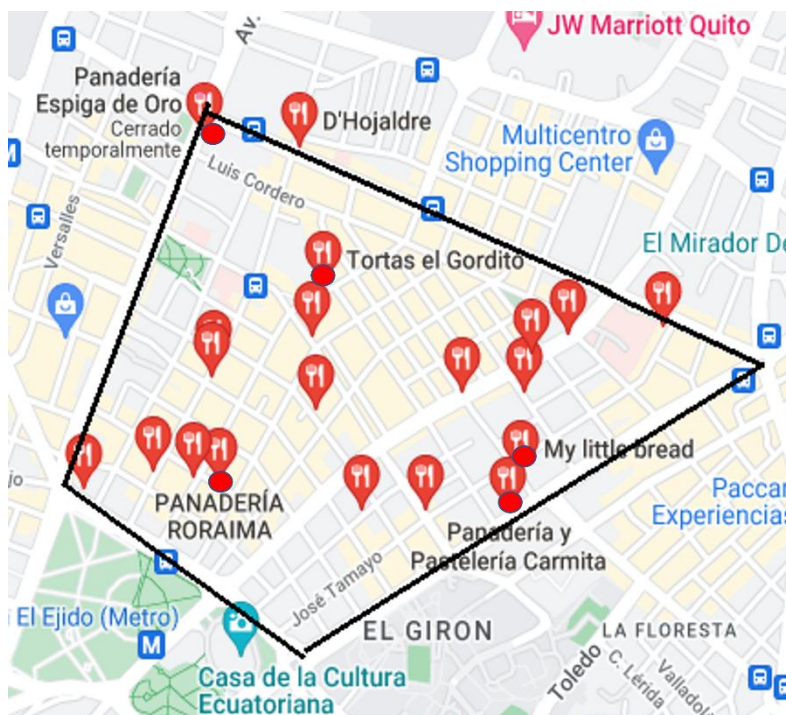 Av.
JW Marriott Quito
Panadería
Espiga de Oro
Cerrado
temporalmente
D'Hojaldre
Multicentro
Shopping Center
M
Luis Cordero
Versalles
Tortas el Gordito
El Mirador De
My little bread
PANADERÍA
RORAIMA
jo
Paccar
Experiencias
Panadería y
Pastelería Carmita
José Tamayo
El Ejido (Metro)
M
EL GIRON
LA FLORESTA
Toledo
C. Lérida
Valladol
Casa de la Cultura
Ecuatoriana